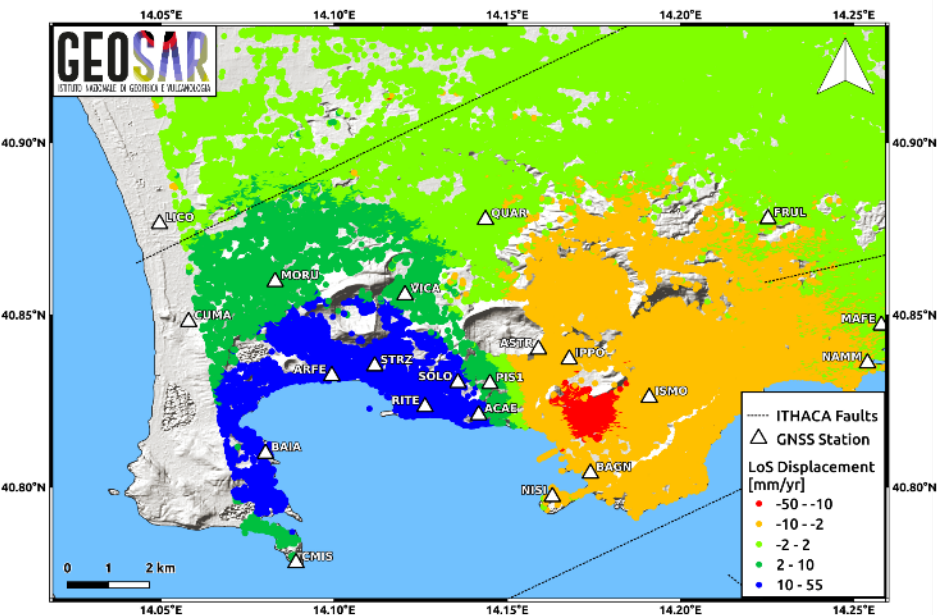 14.05°E 14.10°E 14.15°E 14.20°E 14.25°E
GEOSAR
ISTITUTO NAZIONALE DI GEOFISICA E VULCANOLOGIA
40.90°N 40.90°N
LICO
QUAR
FRUL
MORU
VICA
40.85°N 40.85°N
CUMA
MAFE
ASTR
IPPO
NAMM
STRZ
ARFE
SOLO
PIS1
ISMO
RITE
ACAE
BAIA
BAGN
40.80°N 40.80°N
NISI
CMIS
ITHACA Faults
GNSS Station
LoS Displacement
[mm/yr]
-50 - -10
-10 - -2
-2 - 2
2 - 10
10 - 55
0 1 2 km
14.05°E 14.10°E 14.15°E 14.20°E 14.25°E